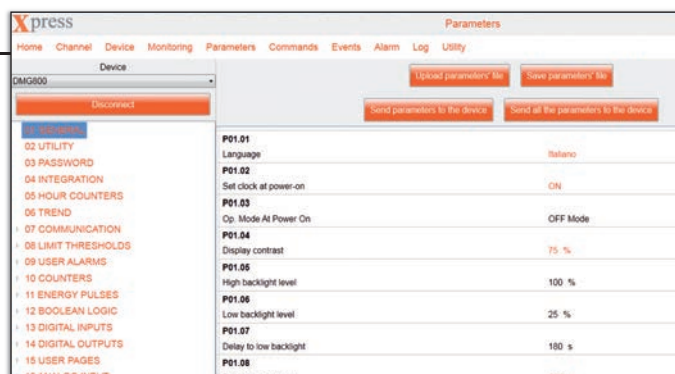 Xpress
Parameters
Home Channel Device Monitoring Parameters Commands Events Alarm Log Utility
Device
DMG800
Disconnect
Upload parameters' file
Save parameters' file
Send parameters to the device
Send all the parameters to the device
02 UTILITY
03 PASSWORD
04 INTEGRATION
05 HOUR COUNTERS
06 TREND
07 COMMUNICATION
08 LIMIT THRESHOLDS
09 USER ALARMS
10 COUNTERS
11 ENERGY PULSES
12 BOOLEAN LOGIC
13 DIGITAL INPUTS
14 DIGITAL OUTPUTS
15 USER PAGES
P01.01
Language Italiano
P01.02
Set clock at power-on ON
P01.03
Op. Mode At Power On OFF Mode
P01.04
Display contrast 75 %
P01.05
High backlight level 100 %
P01.06
Low backlight level 25 %
P01.07
Delay to low backlight 180 s
P01.08